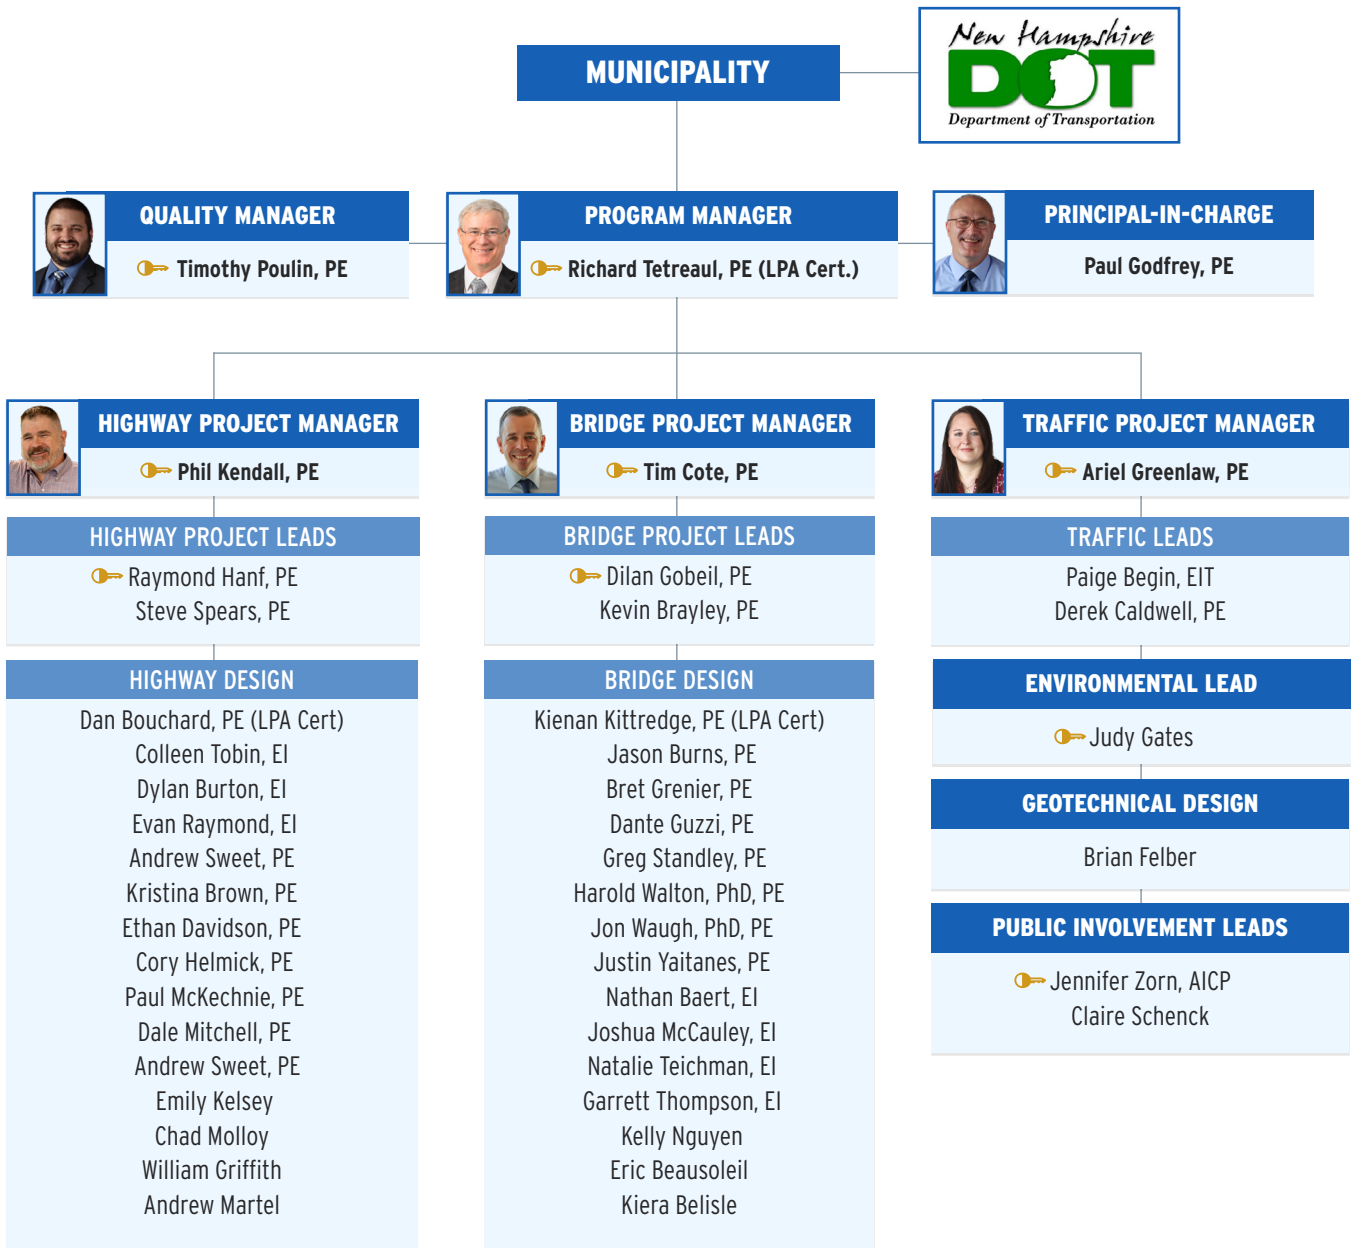 New Hampshire
DOT
Department of Transportation
MUNICIPALITY
QUALITY MANAGER
Timothy Poulin, PE
PROGRAM MANAGER
Richard Tetreaul, PE (LPA Cert.)
PRINCIPAL-IN-CHARGE
Paul Godfrey, PE
HIGHWAY PROJECT MANAGER
Phil Kendall, PE
HIGHWAY PROJECT LEADS
Raymond Hanf, PE
Steve Spears, PE
HIGHWAY DESIGN
Dan Bouchard, PE (LPA Cert)
Colleen Tobin, EI
Dylan Burton, EI
Evan Raymond, EI
Andrew Sweet, PE
Kristina Brown, PE
Ethan Davidson, PE
Cory Helmick, PE
Paul McKechnie, PE
Dale Mitchell, PE
Andrew Sweet, PE
Emily Kelsey
Chad Molloy
William Griffith
Andrew Martel
BRIDGE PROJECT MANAGER
Tim Cote, PE
BRIDGE PROJECT LEADS
Dilan Gobeil, PE
Kevin Brayley, PE
BRIDGE DESIGN
Kienan Kittredge, PE (LPA Cert)
Jason Burns, PE
Bret Grenier, PE
Dante Guzzi, PE
Greg Standley, PE
Harold Walton, PhD, PE
Jon Waugh, PhD, PE
Justin Yaitanes, PE
Nathan Baert, EI
Joshua McCauley, EI
Natalie Teichman, EI
Garrett Thompson, EI
Kelly Nguyen
Eric Beausoleil
Kiera Belisle
TRAFFIC PROJECT MANAGER
Ariel Greenlaw, PE
TRAFFIC LEADS
Paige Begin, EIT
Derek Caldwell, PE
ENVIRONMENTAL LEAD
Judy Gates
GEOTECHNICAL DESIGN
Brian Felber
PUBLIC INVOLVEMENT LEADS
Jennifer Zorn, AICP
Claire Schenck